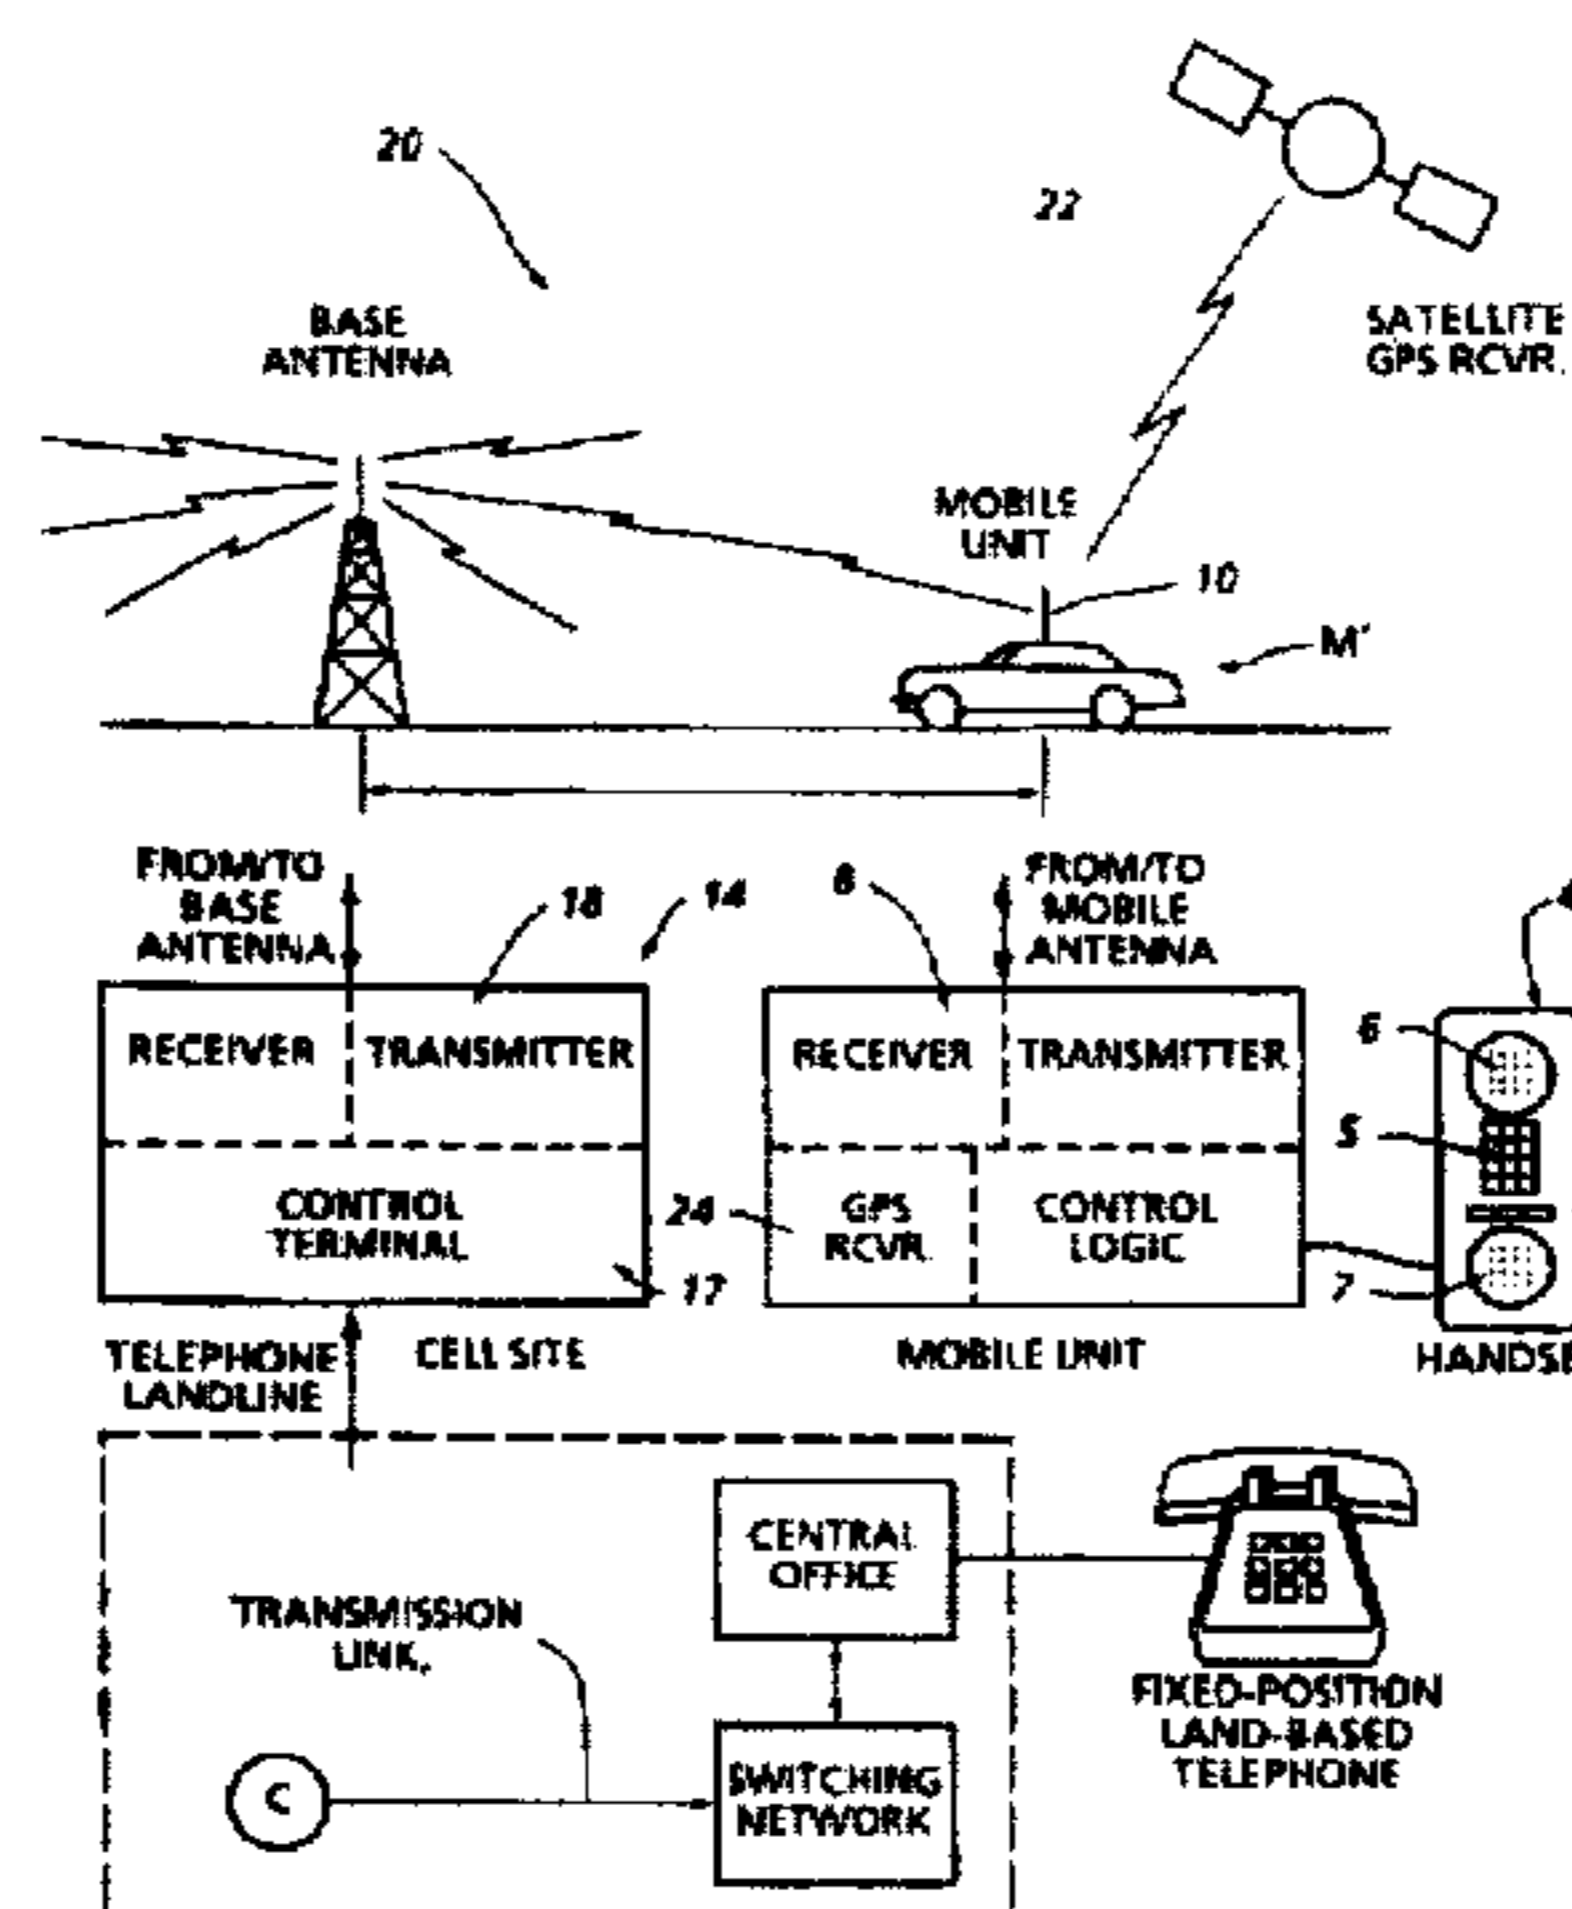 20
22
BASE
ANTENNA
SATELLITE
GPS RCVR.
MOBILE
UNIT
10
M'
FROM/TO
BASE
ANTENNA
18
14
8
FROM/TO
MOBILE
ANTENNA
RECEIVER
TRANSMITTER
RECEIVER
TRANSMITTER
6
5
CONTROL
TERMINAL
24
GPS
RCVR.
CONTROL
LOGIC
17
7
TELEPHONE
LANDLINE
CELL SITE
MOBILE UNIT
HANDSE
CENTRAL
OFFICE
TRANSMISSION
LINK.
FIXED-POSITION
LAND-BASED
TELEPHONE
C
SWITCHING
NETWORK